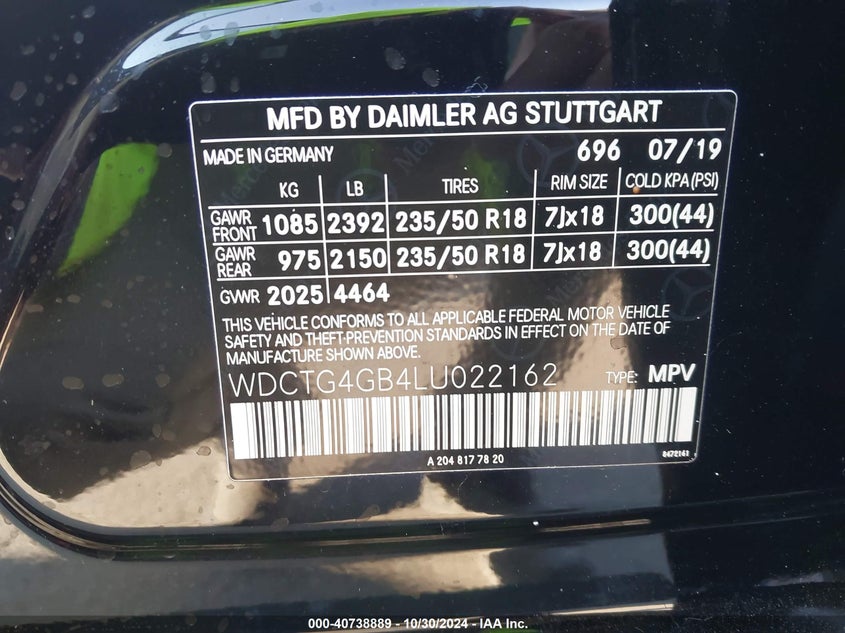 MFD BY DAIMLER AG STUTTGART
MADE IN GERMANY 696 07/19
KG LB TIRES RIM SIZE COLD KPA (PSI)
GAWR FRONT 1085 2392 235/50 R18 7Jx18 300(44)
GAWR REAR 975 2150 235/50 R18 7Jx18 300(44)
GVWR 2025 4464
THIS VEHICLE CONFORMS TO ALL APPLICABLE FEDERAL MOTOR VEHICLE
SAFETY AND THEFT-PREVENTION STANDARDS IN EFFECT ON THE DATE OF
MANUFACTURE SHOWN ABOVE.
WDCTG4GB4LU022162 TYPE: MPV
A 204 817 78 20
000-40738889 - 10/30/2024 - IAA Inc.